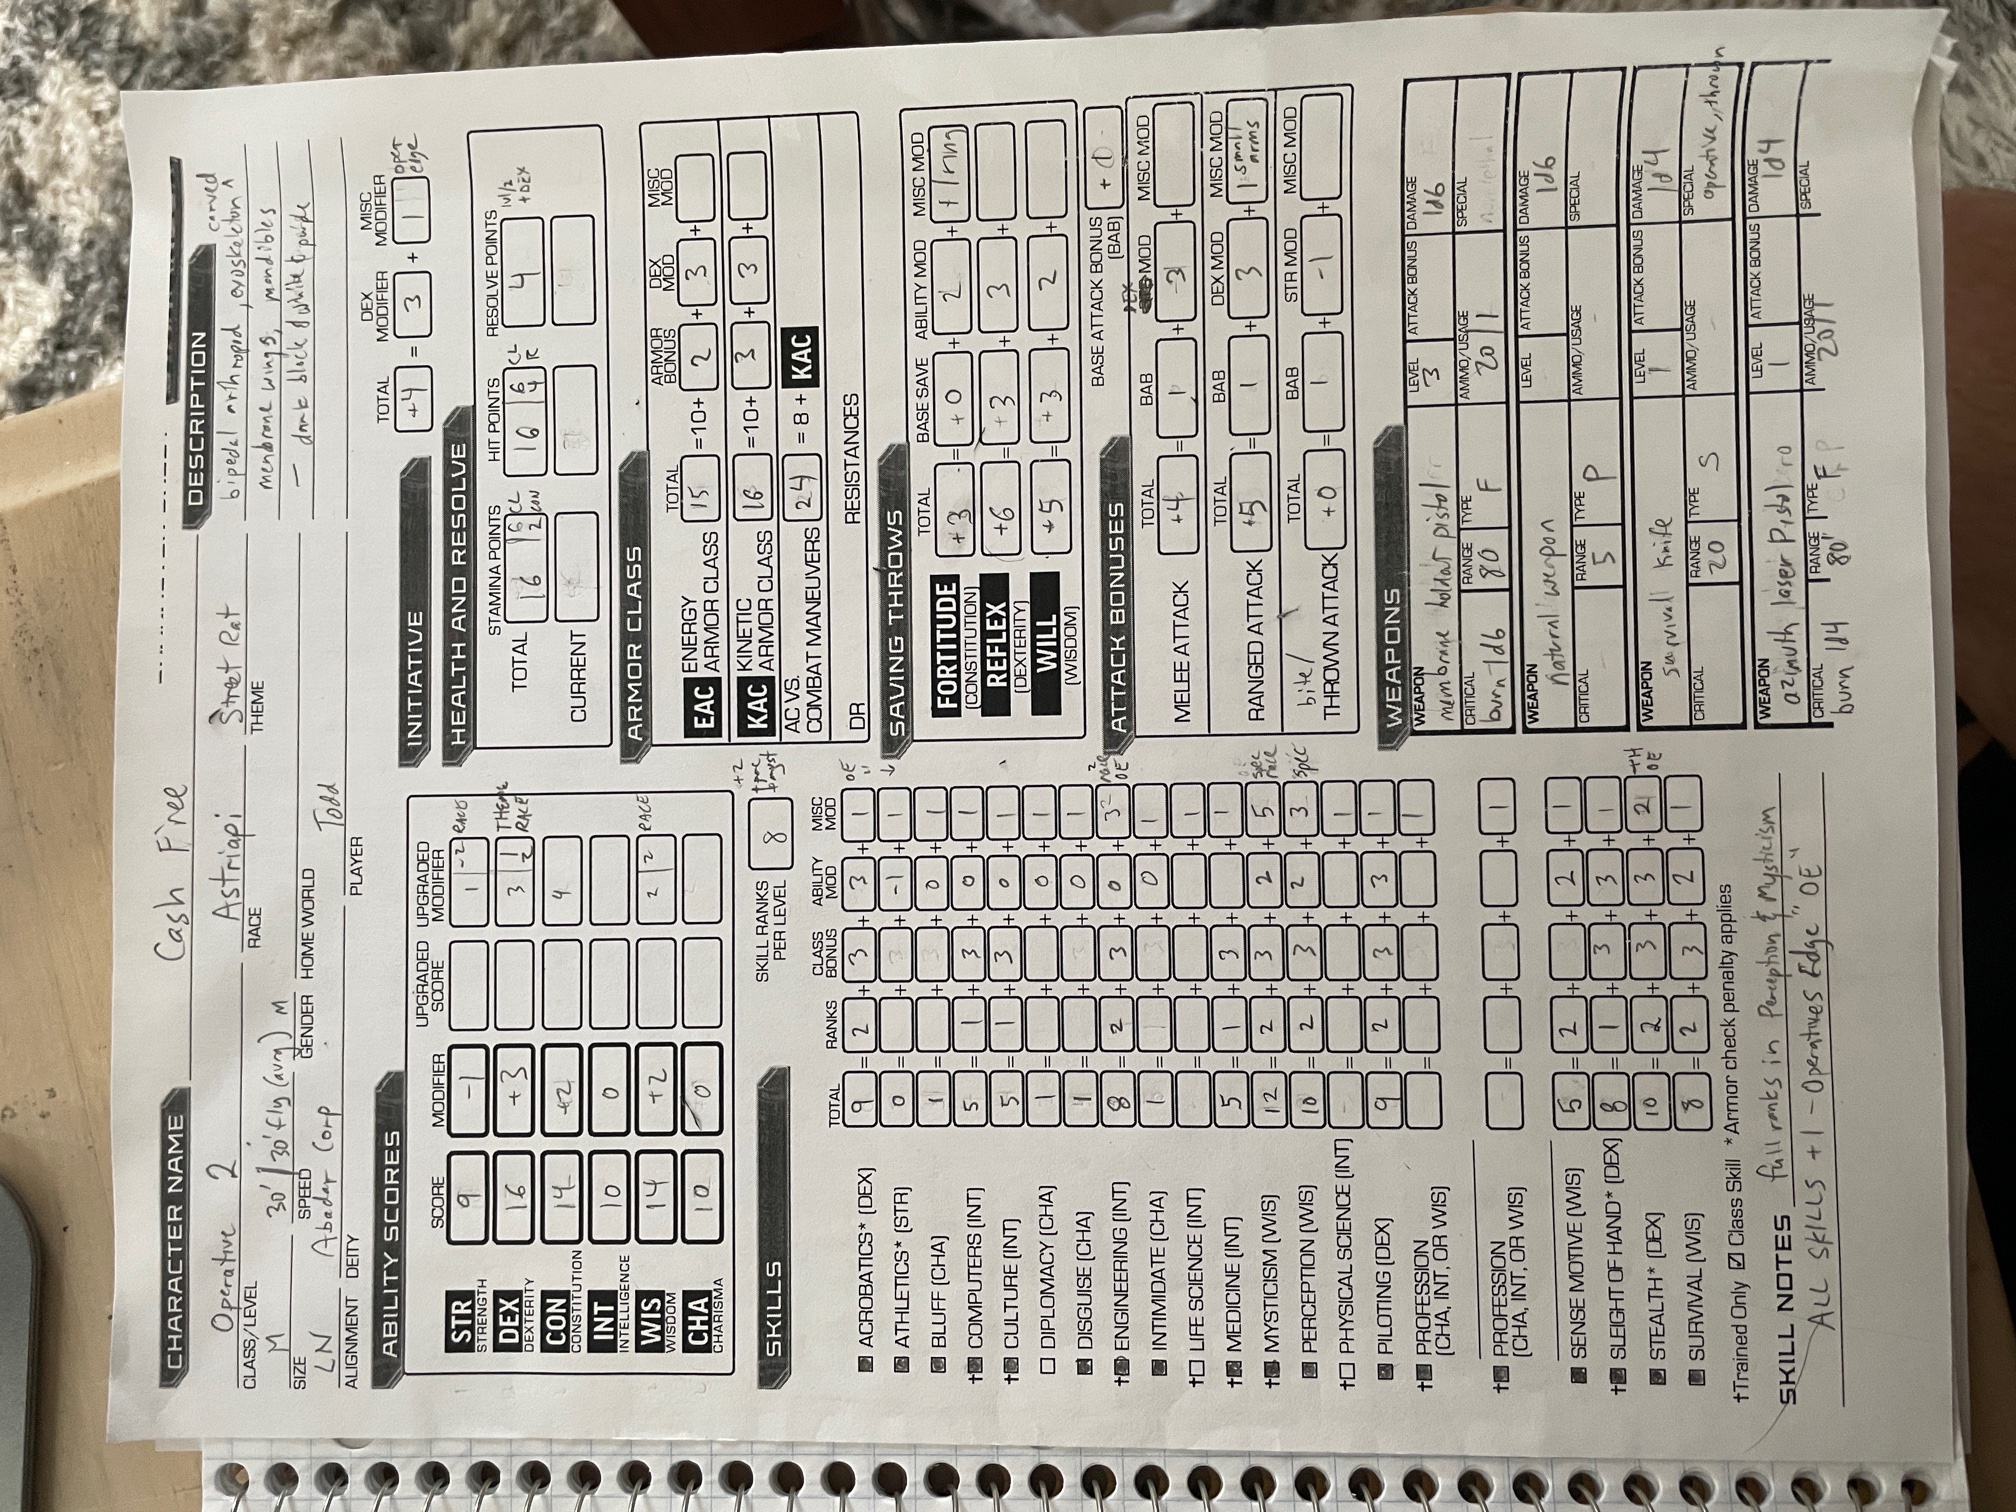 CHARACTER NAME Cash Free
DESCRIPTION
Operative 2 Astriapi Street Rat
CLASS/LEVEL RACE THEME
carved
bipedal arthropod, exoskeleton ^
membrane wings, mandibles
M 30'/30' fly (avrg) M
SIZE SPEED GENDER HOME WORLD
LN Abadar Corp Todd
ALIGNMENT DEITY PLAYER
ABILITY SCORES
SCORE MODIFIER UPGRADED SCORE UPGRADED MODIFIER
STR STRENGTH 9 -1 1 -2 RACE
DEX DEXTERITY 16 +3 3 1 2 THEME RACE
CON CONSTITUTION 14 +2 4
INT INTELLIGENCE 10 0
WIS WISDOM 14 +2 2 2 RACE
CHA CHARISMA 10 0
SKILLS
SKILL RANKS PER LEVEL 8
+2
TOTAL RANKS CLASS BONUS ABILITY MOD MISC MOD
ACROBATICS* (DEX) 9 = 2 + 3 + 3 + 1 OE
ATHLETICS* (STR) 0 = + + -1 + 1
BLUFF (CHA) 1 = + + 0 + 1
†COMPUTERS (INT) 5 = 1 + 3 + 0 + 1
†CULTURE (INT) 5 = 1 + 3 + 0 + 1
DIPLOMACY (CHA) 1 = + + 0 + 1
DISGUISE (CHA) 1 = + + 0 + 1
†ENGINEERING (INT) 8 = 2 + 3 + 0 + 3 2 race OE
INTIMIDATE (CHA) 1 = + + 0 + 1
†LIFE SCIENCE (INT) = + + + 1
†MEDICINE (INT) 5 = 1 + 3 + + 1
†MYSTICISM (WIS) 12 = 2 + 3 + 2 + 5 spec race
PERCEPTION (WIS) 10 = 2 + 3 + 2 + 3 spec
†PHYSICAL SCIENCE (INT) - = + + + 1
PILOTING (DEX) 9 = 2 + 3 + 3 + 1
†PROFESSION = + + + 1
(CHA, INT, OR WIS)
†PROFESSION - = + + + 1
(CHA, INT, OR WIS)
SENSE MOTIVE (WIS) 5 = 2 + + 2 + 1
†SLEIGHT OF HAND* (DEX) 8 = 1 + 3 + 3 + 1
STEALTH* (DEX) 10 = 2 + 3 + 3 + 2 TH OE
SURVIVAL (WIS) 8 = 2 + 3 + 2 + 1
†Trained Only ☑ Class Skill *Armor check penalty applies
SKILL NOTES full ranks in Perception & Mysticism
ALL SKILLS +1 - Operatives Edge "OE"
TOTAL DEX MODIFIER MISC MODIFIER
INITIATIVE +4 = 3 + 1 oper edge
HEALTH AND RESOLVE
STAMINA POINTS HIT POINTS RESOLVE POINTS
TOTAL 16 6 CL 2 CON 16 6 CL 4 R 4 lvl/2 + DEX
CURRENT
ARMOR CLASS
TOTAL ARMOR BONUS DEX MOD MISC MOD
EAC ENERGY ARMOR CLASS 15 =10+ 2 + 3 +
KAC KINETIC ARMOR CLASS 16 =10+ 3 + 3 +
AC VS. COMBAT MANEUVERS 24 = 8 + KAC
DR RESISTANCES
SAVING THROWS
TOTAL BASE SAVE ABILITY MOD MISC MOD
FORTITUDE (CONSTITUTION) +3 = +0 + 2 + +1 ring
REFLEX (DEXTERITY) +6 = +3 + 3 +
WILL (WISDOM) +5 = +3 + 2 +
ATTACK BONUSES
BASE ATTACK BONUS (BAB) +1
TOTAL BAB DEX MOD MISC MOD
MELEE ATTACK +4 = 1 + 3 +
TOTAL BAB DEX MOD MISC MOD
RANGED ATTACK +5 = 1 + 3 + 1 small arms
TOTAL BAB STR MOD MISC MOD
bite/
THROWN ATTACK +0 = 1 + -1 +
WEAPONS
WEAPON LEVEL ATTACK BONUS DAMAGE
membrane holdout pistol 3 1d6
CRITICAL RANGE TYPE AMMO/USAGE SPECIAL
burn 1d6 80 F 20/1
WEAPON LEVEL ATTACK BONUS DAMAGE
natural weapon 1d6
CRITICAL RANGE TYPE AMMO/USAGE SPECIAL
5 P -
WEAPON LEVEL ATTACK BONUS DAMAGE
survival knife 1 1d4
CRITICAL RANGE TYPE AMMO/USAGE SPECIAL
20 S - operative, thrown
WEAPON LEVEL ATTACK BONUS DAMAGE
azimuth laser Pistol 1 1d4
CRITICAL RANGE TYPE AMMO/USAGE SPECIAL
burn 1d4 80' F 20/1